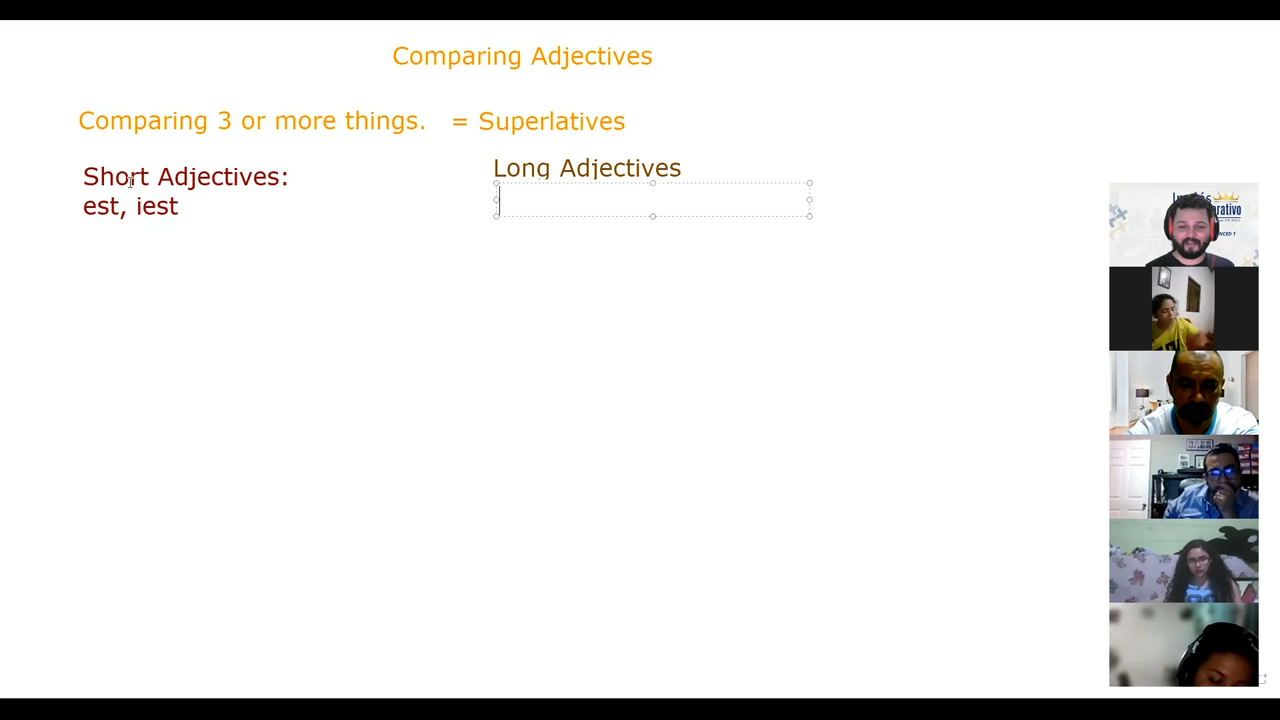 Comparing Adjectives
Comparing 3 or more things. = Superlatives
Short Adjectives:
est, iest
Long Adjectives